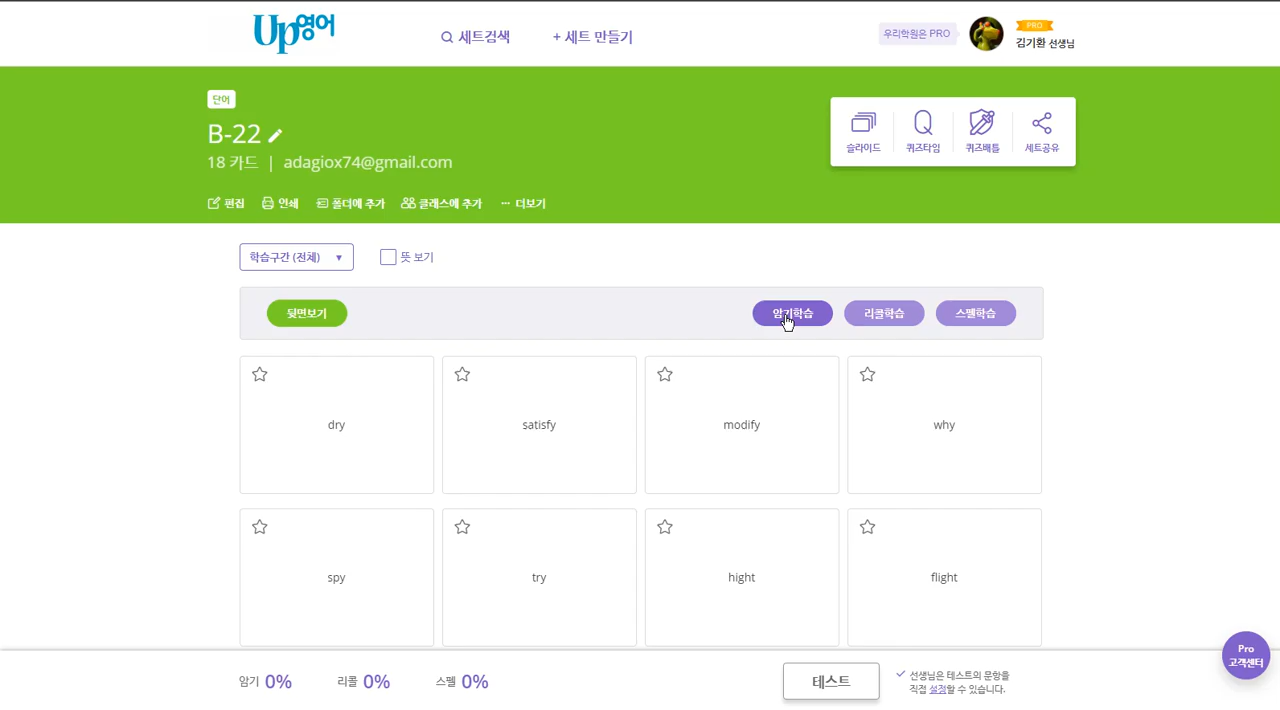 Up영어
세트검색
+ 세트 만들기
우리학원은 PRO
PRO
김기환 선생님
단어
B-22
18 카드 | adagiox74@gmail.com
슬라이드
퀴즈타임
퀴즈배틀
세트공유
편집
인쇄
폴더에 추가
클래스에 추가
··· 더보기
학습구간 (전체) ▼
뜻 보기
뒷면보기
암기학습
리콜학습
스펠학습
dry
satisfy
modify
why
spy
try
hight
flight
암기 0%
리콜 0%
스펠 0%
테스트
선생님은 테스트의 문항을
직접 설정할 수 있습니다.
Pro
고객센터